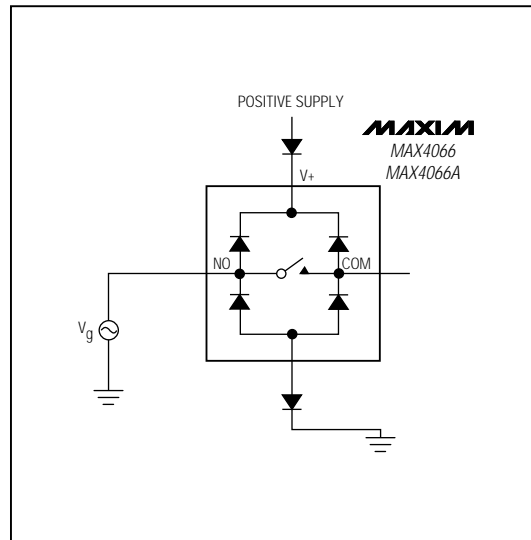 POSITIVE SUPPLY
MAXIM
MAX4066
MAX4066A
V+
NO
COM
Vg